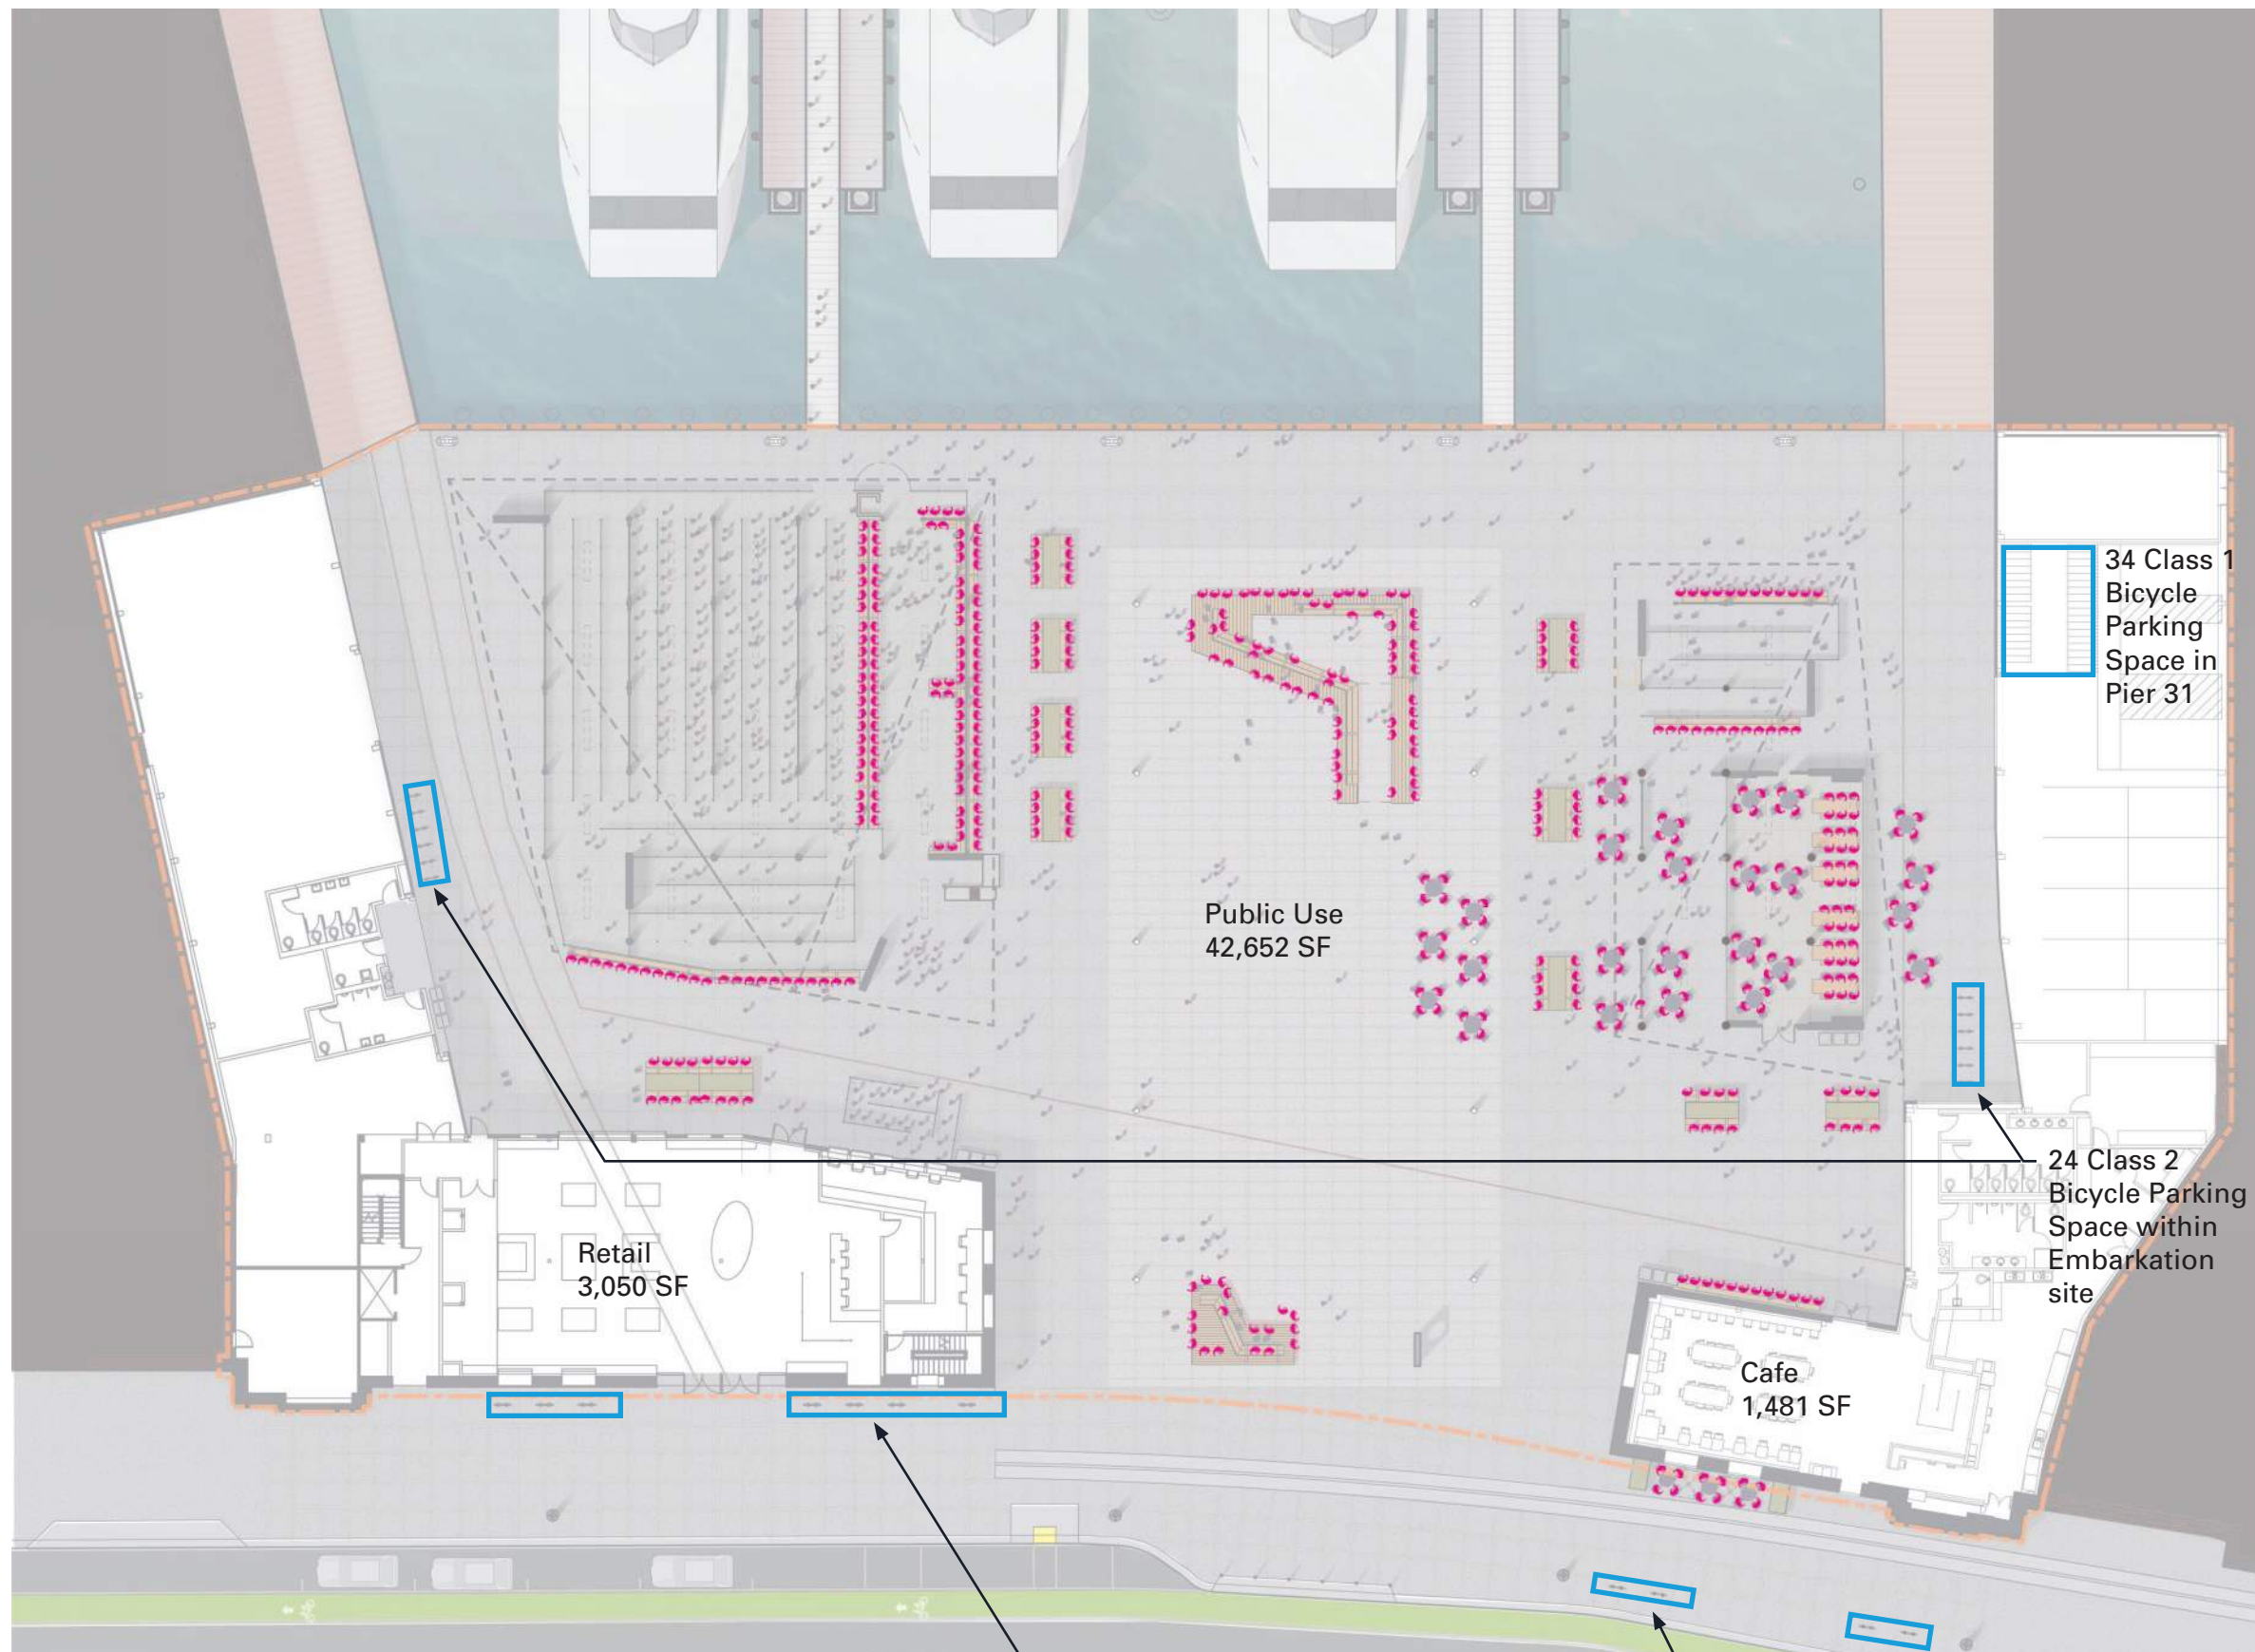 34 Class 1
Bicycle
Parking
Space in
Pier 31
Public Use
42,652 SF
24 Class 2
Bicycle Parking
Space within
Embarkation
site
Retail
3,050 SF
Cafe
1,481 SF